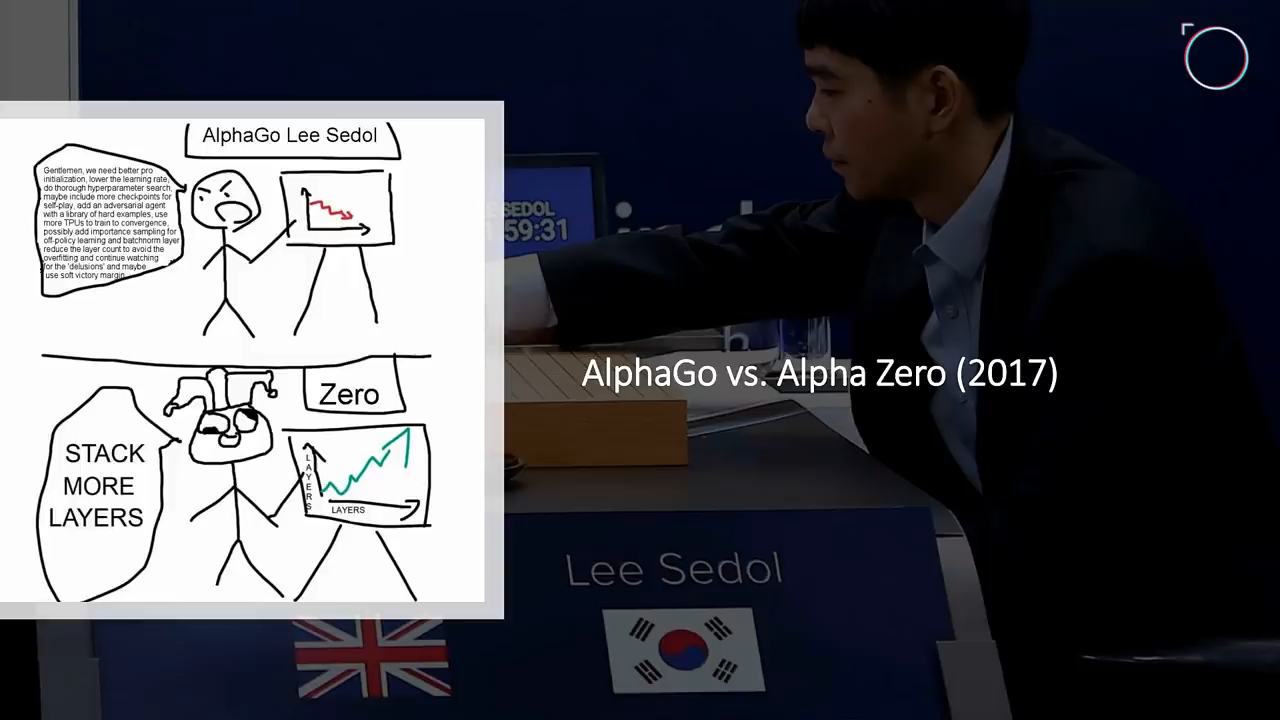 AlphaGo Lee Sedol
Gentlemen, we need better pro
initialization, lower the learning rate,
do thorough hyperparameter search,
maybe include more checkpoints for
self-play, add an adversarial agent
with a library of hard examples, use
more TPUs to train to convergence,
possibly add importance sampling for
off-policy learning and batchnorm layer
reduce the layer count to avoid the
overfitting and continue watching
for the 'delusions' and maybe
use soft victory margin
Zero
STACK
MORE
LAYERS
LAYERS
LAYERS
SEDOL
59:31
AlphaGo vs. Alpha Zero (2017)
Lee Sedol